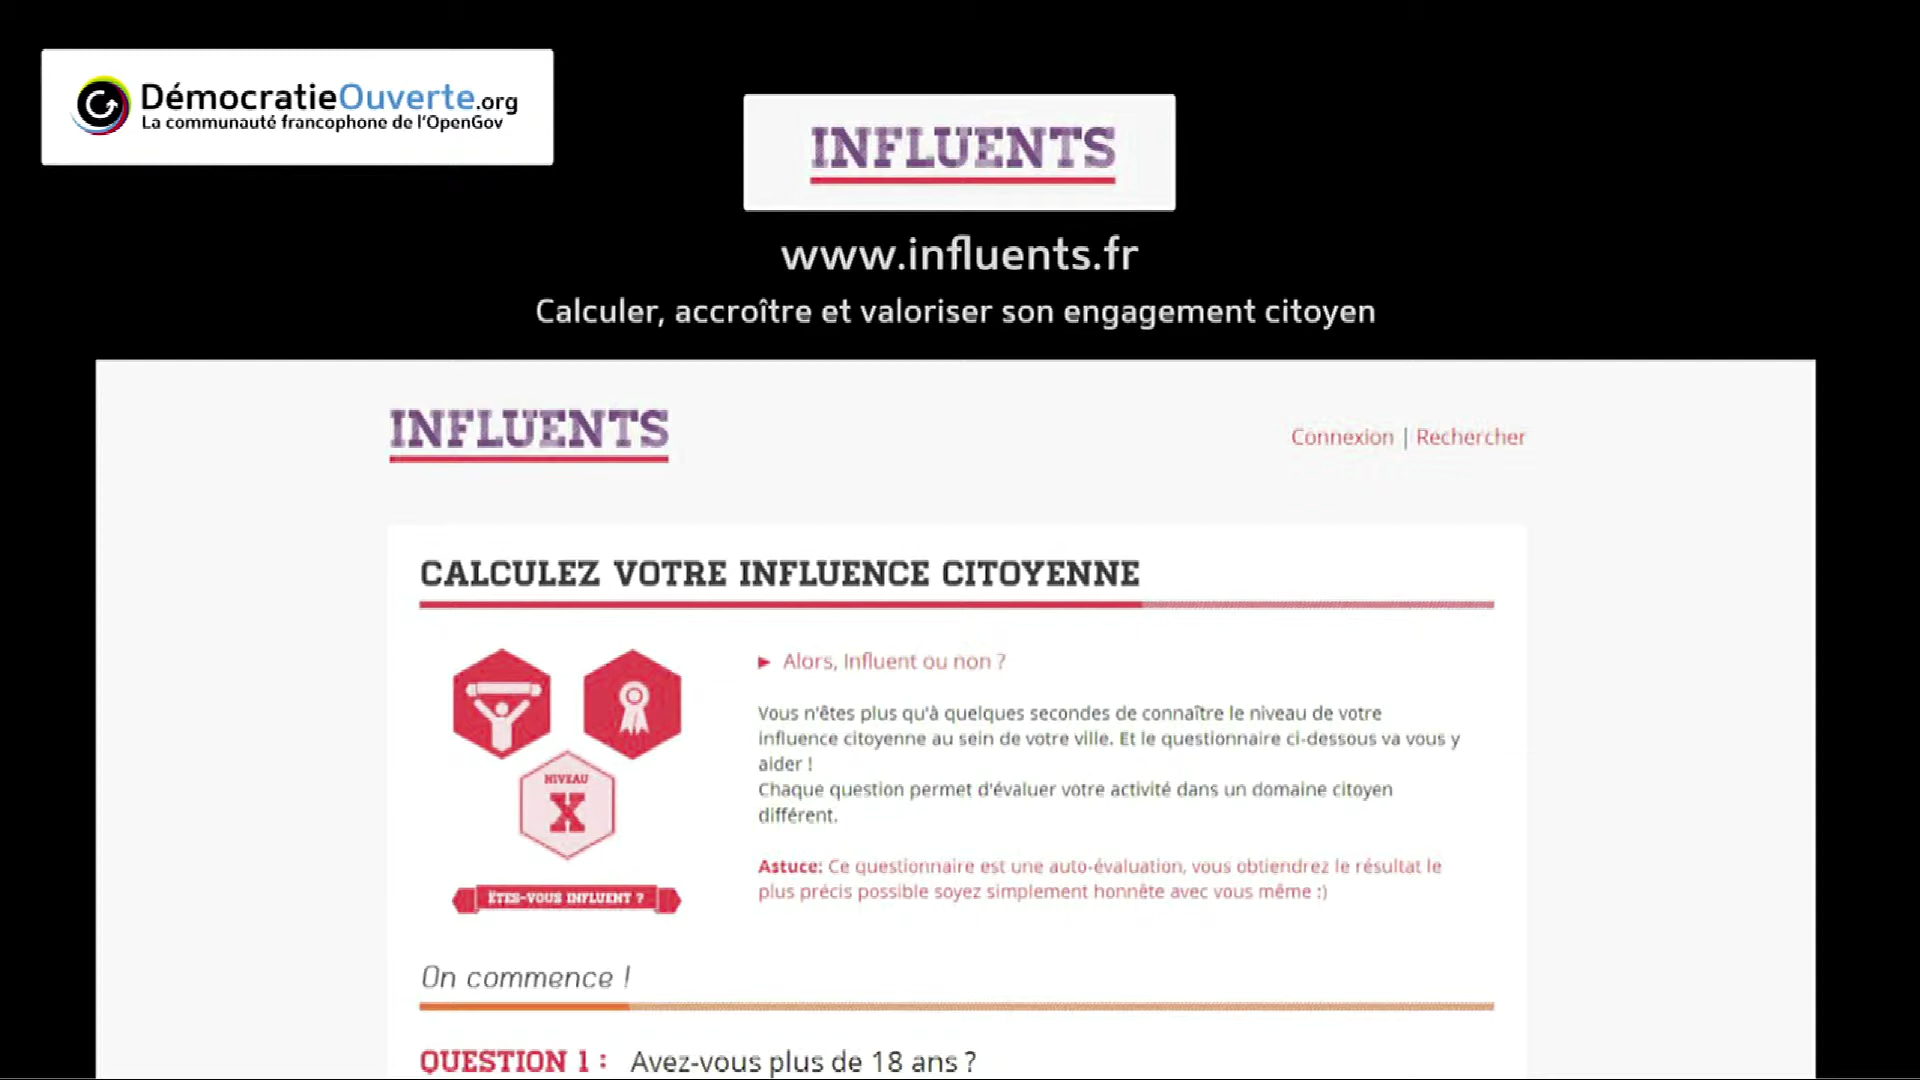 DémocratieOuverte.org
La communauté francophone de l'OpenGov
INFLUENTS
www.influents.fr
Calculer, accroître et valoriser son engagement citoyen
INFLUENTS
Connexion | Rechercher
CALCULEZ VOTRE INFLUENCE CITOYENNE
► Alors, Influent ou non ?
Vous n'êtes plus qu'à quelques secondes de connaître le niveau de votre
influence citoyenne au sein de votre ville. Et le questionnaire ci-dessous va vous y
aider !
Chaque question permet d'évaluer votre activité dans un domaine citoyen
différent.
Astuce: Ce questionnaire est une auto-évaluation, vous obtiendrez le résultat le
plus précis possible soyez simplement honnête avec vous même :)
NIVEAU
X
ÊTES-VOUS INFLUENT ?
On commence !
QUESTION 1 : Avez-vous plus de 18 ans ?